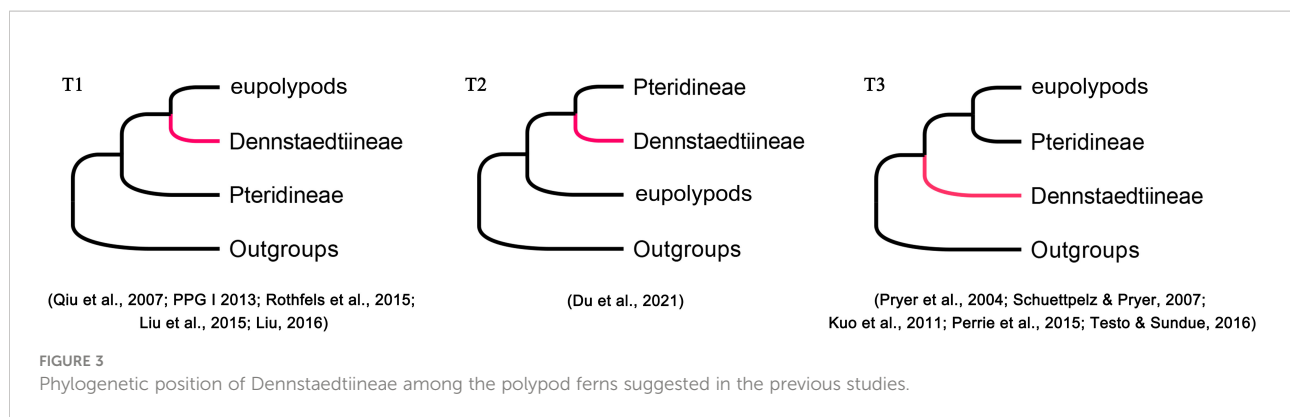 T1
eupolypods
Dennstaedtiineae
Pteridineae
Outgroups
(Qiu et al., 2007; PPG I 2013; Rothfels et al., 2015;
Liu et al., 2015; Liu, 2016)
T2
Pteridineae
Dennstaedtiineae
eupolypods
Outgroups
(Du et al., 2021)
T3
eupolypods
Pteridineae
Dennstaedtiineae
Outgroups
(Pryer et al., 2004; Schuettpelz & Pryer, 2007;
Kuo et al., 2011; Perrie et al., 2015; Testo & Sundue, 2016)
FIGURE 3
Phylogenetic position of Dennstaedtiineae among the polypod ferns suggested in the previous studies.